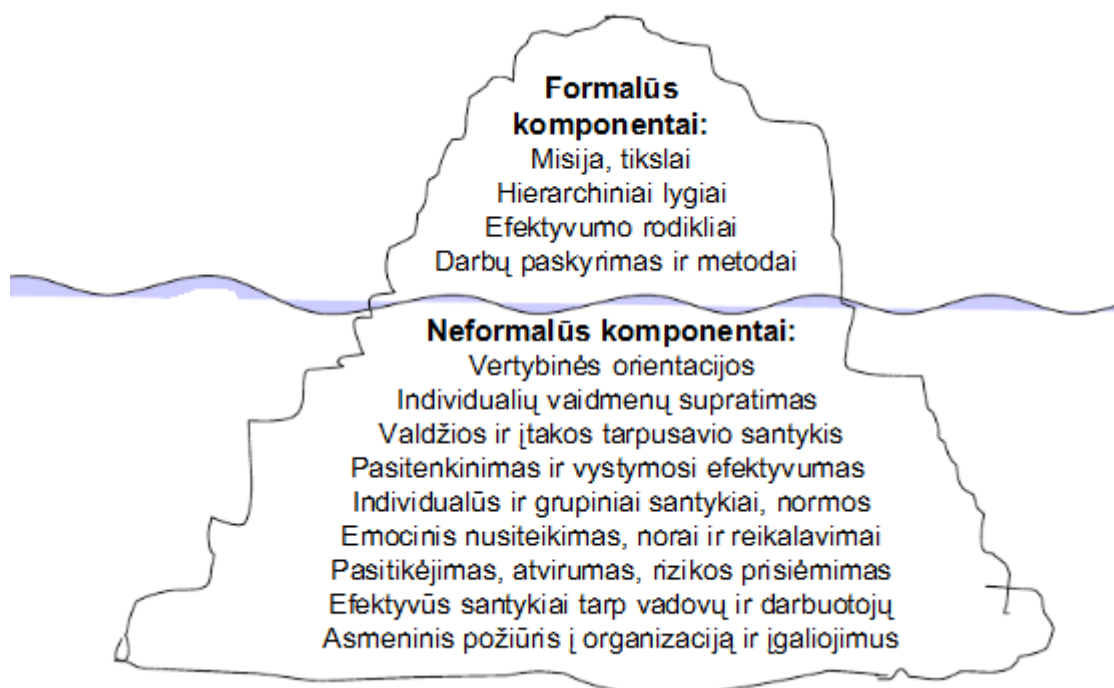 Formalūs
komponentai:
Misija, tikslai
Hierarchiniai lygiai
Efektyvumo rodikliai
Darbų paskyrimas ir metodai
Neformalūs komponentai:
Vertybinės orientacijos
Individualių vaidmenų supratimas
Valdžios ir įtakos tarpusavio santykis
Pasitenkinimas ir vystymosi efektyvumas
Individualūs ir grupiniai santykiai, normos
Emocinis nusiteikimas, norai ir reikalavimai
Pasitikėjimas, atvirumas, rizikos prisiėmimas
Efektyvūs santykiai tarp vadovų ir darbuotojų
Asmeninis požiūris į organizaciją ir įgaliojimus